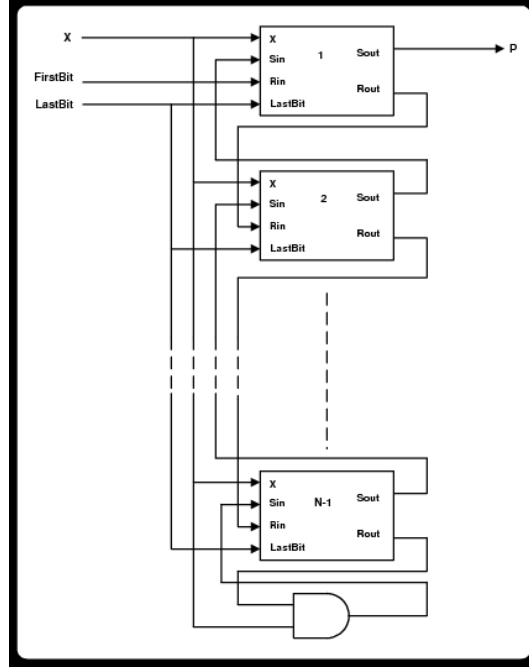 X
FirstBit
LastBit
X
Sin
Rin
LastBit
1
Sout
Rout
P
X
Sin
Rin
LastBit
2
Sout
Rout
X
Sin
Rin
LastBit
N-1
Sout
Rout